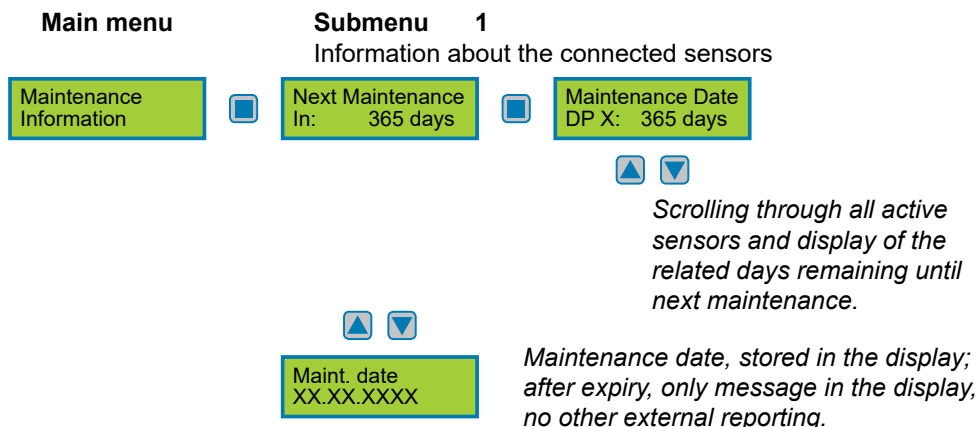 Main menu
Submenu 1
Information about the connected sensors
Maintenance
Information
Next Maintenance
In: 365 days
Maintenance Date
DP X: 365 days
Scrolling through all active
sensors and display of the
related days remaining until
next maintenance.
Maint. date
XX.XX.XXXX
Maintenance date, stored in the display;
after expiry, only message in the display,
no other external reporting.